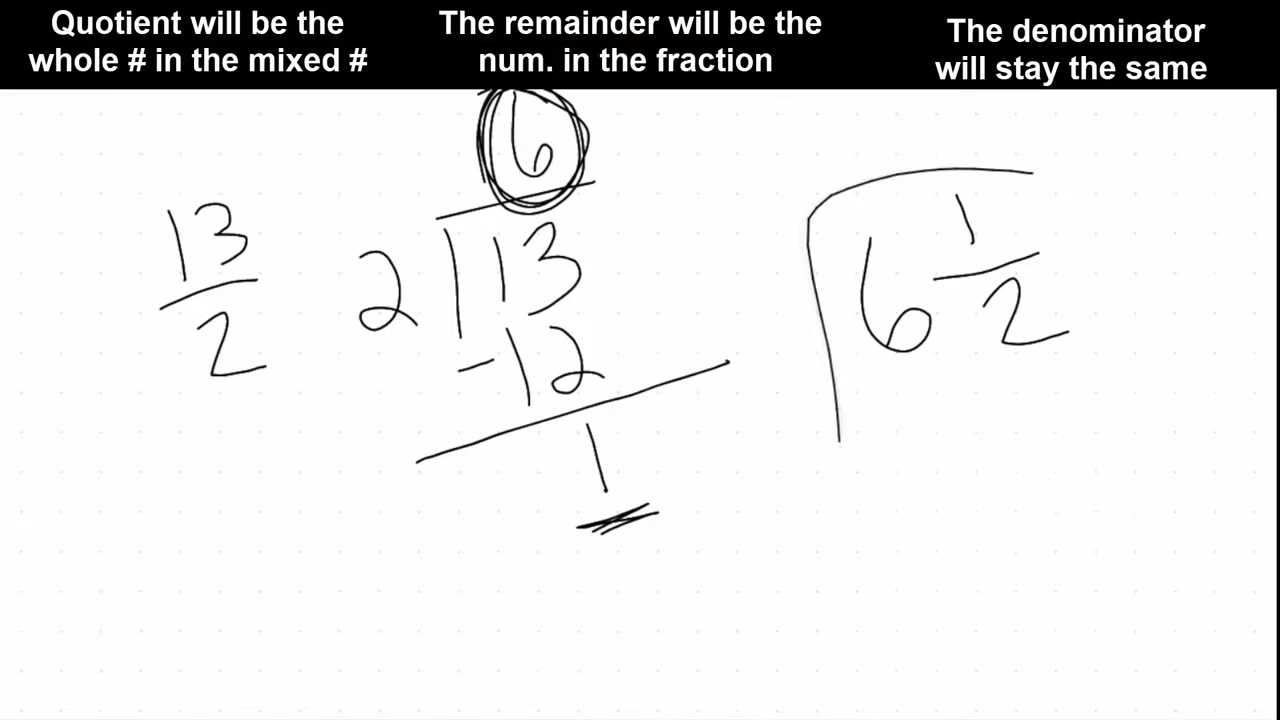 Quotient will be the
whole # in the mixed #
The remainder will be the
num. in the fraction
The denominator
will stay the same
13
2
6
2 13
-12
1
6 1
2